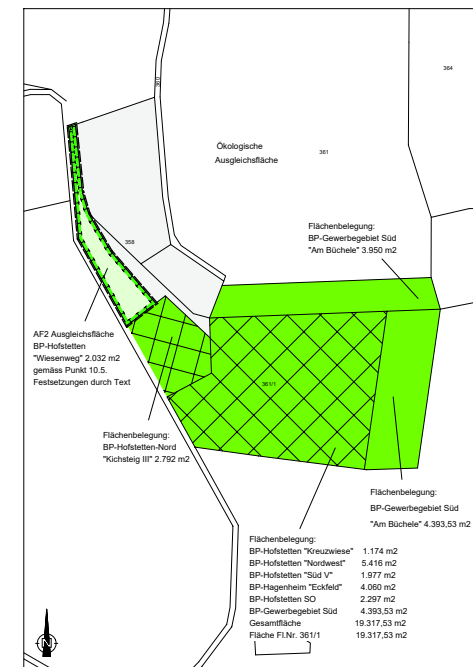 360
364
Ökologische
Ausgleichsfläche
361
Flächenbelegung:
BP-Gewerbegebiet Süd
"Am Büchele" 3.950 m2
358
AF2 Ausgleichsfläche
BP-Hofstetten
"Wiesenweg" 2.032 m2
gemäss Punkt 10.5.
Festsetzungen durch Text
361/1
Flächenbelegung:
BP-Hofstetten-Nord
"Kichsteig III" 2.792 m2
Flächenbelegung:
BP-Gewerbegebiet Süd
"Am Büchele" 4.393,53 m2
Flächenbelegung:
BP-Hofstetten "Kreuzwiese" 1.174 m2
BP-Hofstetten "Nordwest" 5.416 m2
BP-Hofstetten "Süd V" 1.977 m2
BP-Hagenheim "Eckfeld" 4.060 m2
BP-Hofstetten SO 2.297 m2
BP-Gewerbegebiet Süd 4.393,53 m2
Gesamtfläche 19.317,53 m2
Fläche Fl.Nr. 361/1 19.317,53 m2
N